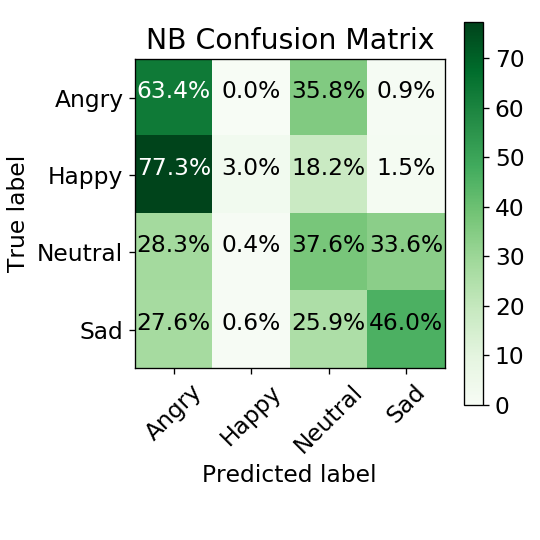 NB Confusion Matrix
Angry 63.4% 0.0% 35.8% 0.9%
Happy 77.3% 3.0% 18.2% 1.5%
Neutral 28.3% 0.4% 37.6% 33.6%
Sad 27.6% 0.6% 25.9% 46.0%
True label
Angry Happy Neutral Sad
Predicted label
70
60
50
40
30
20
10
0